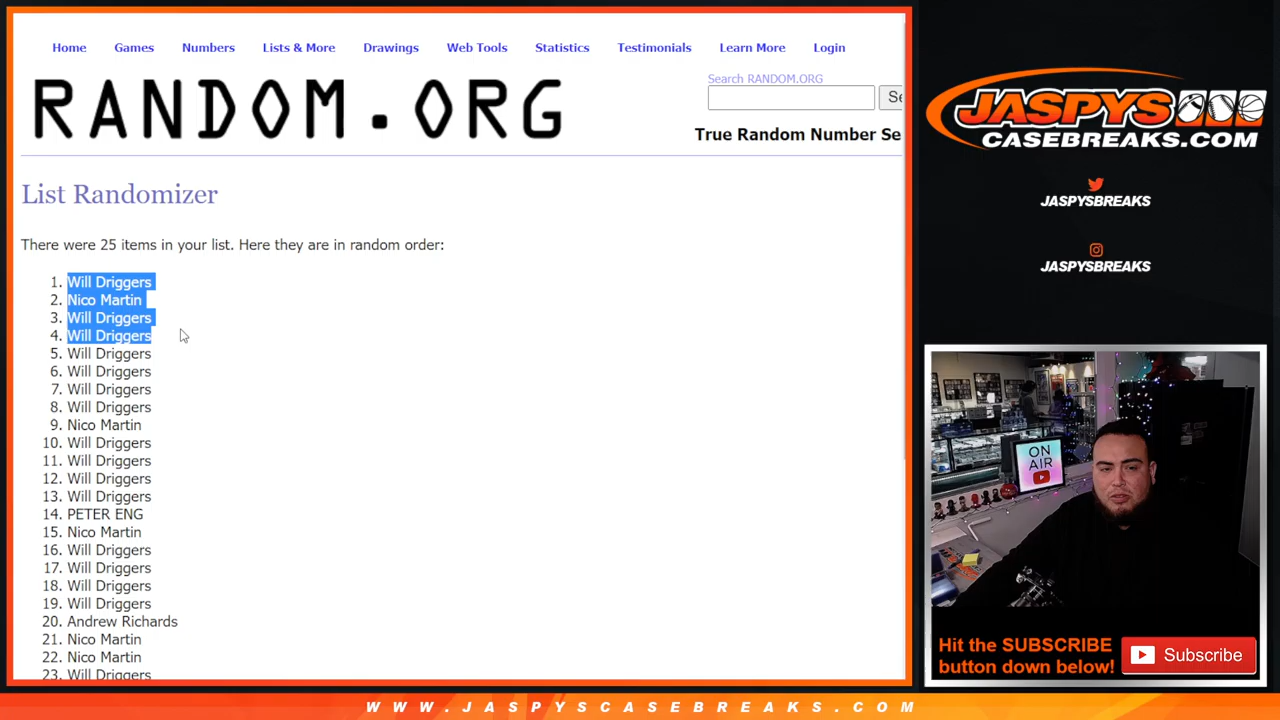 Home Games Numbers Lists & More Drawings Web Tools Statistics Testimonials Learn More Login
RANDOM.ORG
Search RANDOM.ORG
Se
True Random Number Se
List Randomizer
There were 25 items in your list. Here they are in random order:
1. Will Driggers
2. Nico Martin
3. Will Driggers
4. Will Driggers
5. Will Driggers
6. Will Driggers
7. Will Driggers
8. Will Driggers
9. Nico Martin
10. Will Driggers
11. Will Driggers
12. Will Driggers
13. Will Driggers
14. PETER ENG
15. Nico Martin
16. Will Driggers
17. Will Driggers
18. Will Driggers
19. Will Driggers
20. Andrew Richards
21. Nico Martin
22. Nico Martin
23. Will Driggers
JASPYS
CASEBREAKS.COM
JASPYSBREAKS
JASPYSBREAKS
ON
AIR
Hit the SUBSCRIBE
button down below!
Subscribe
WWW.JASPYSCASEBREAKS.COM